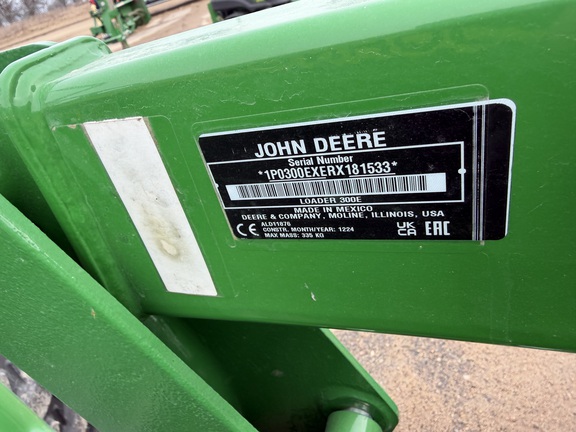 JOHN DEERE
Serial Number
*1P0300EXERX181533*
LOADER 300E
MADE IN MEXICO
DEERE & COMPANY, MOLINE, ILLINOIS, USA
ALD11876
CE CONSTR. MONTH/YEAR: 1224 UK CA EAC
MAX MASS: 335 KG